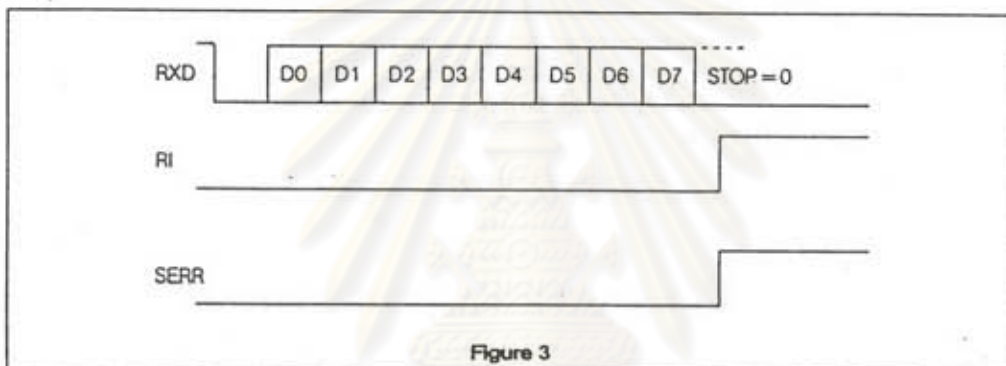 RXD D0 D1 D2 D3 D4 D5 D6 D7 STOP = 0
RI
SERR
Figure 3